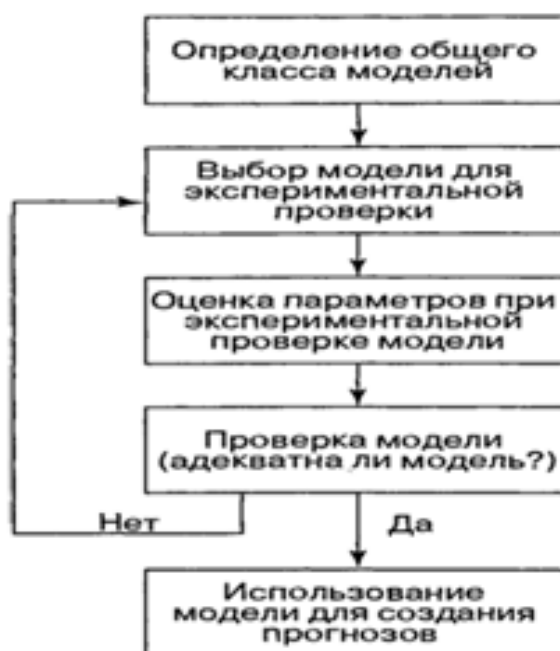 Определение общего
класса моделей
Выбор модели для
экспериментальной
проверки
Оценка параметров при
экспериментальной
проверке модели
Проверка модели
(адекватна ли модель?)
Нет
Да
Использование
модели для создания
прогнозов